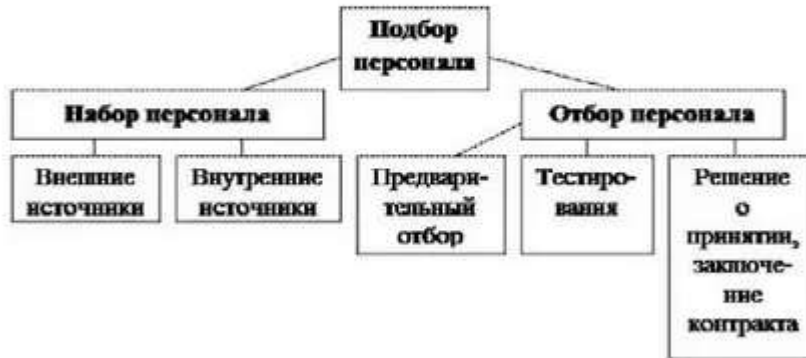 Подбор
персонала
Набор персонала
Отбор персонала
Внешние
источники
Внутренние
источники
Предвари-
тельный
отбор
Тестиро-
вания
Решение
о
принятии,
заключе-
ние
контракта